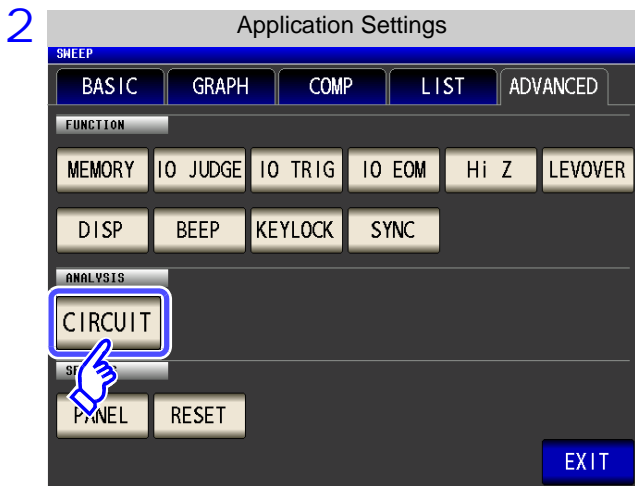 2
Application Settings
SWEEP
BASIC GRAPH COMP LIST ADVANCED
FUNCTION
MEMORY IO JUDGE IO TRIG IO EOM Hi Z LEVOVER
DISP BEEP KEYLOCK SYNC
ANALYSIS
CIRCUIT
PANEL RESET
EXIT